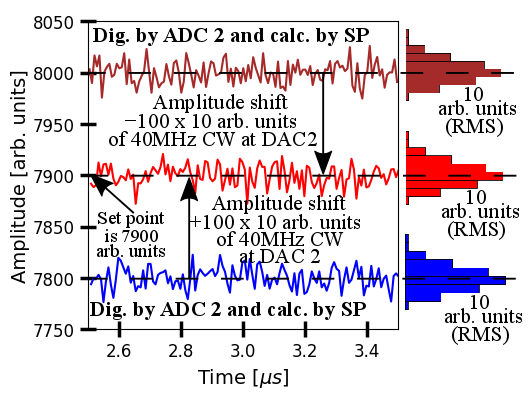 8050
8000
7950
7900
7850
7800
7750
Amplitude [arb. units]
Dig. by ADC 2 and calc. by SP
Amplitude shift
−100 x 10 arb. units
of 40MHz CW at DAC2
Set point
is 7900
arb. units
Amplitude shift
+100 x 10 arb. units
of 40MHz CW
at DAC 2
Dig. by ADC 2 and calc. by SP
2.6 2.8 3.0 3.2 3.4
Time [μs]
10
arb. units
(RMS)
10
arb. units
(RMS)
10
arb. units
(RMS)